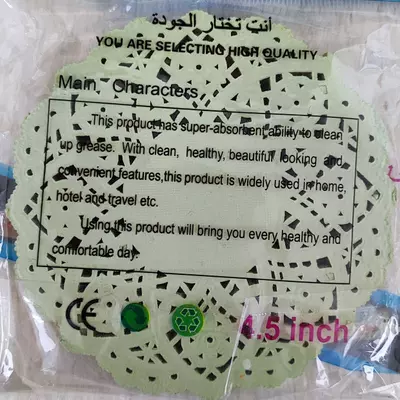 أنت تختار الجودة
YOU ARE SELECTING HIGH QUALITY
Main Characters
This product has super-absorbent ability to clean
up grease. With clean, healthy, beautiful looking and
convenient features,this product is widely used in home,
hotel and travel etc.
Using this product will bring you every healthy and
comfortable day.
CE
4.5 inch